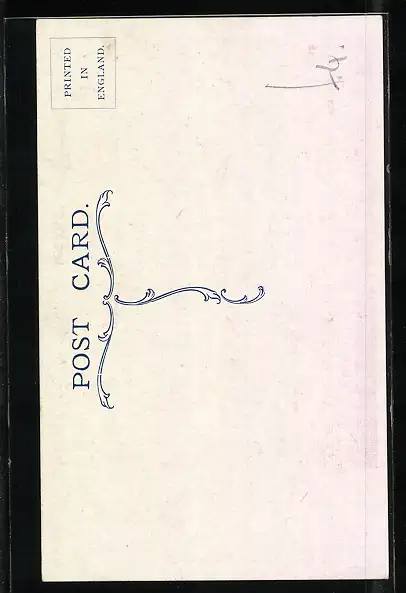 POST CARD.
PRINTED
IN
ENGLAND.